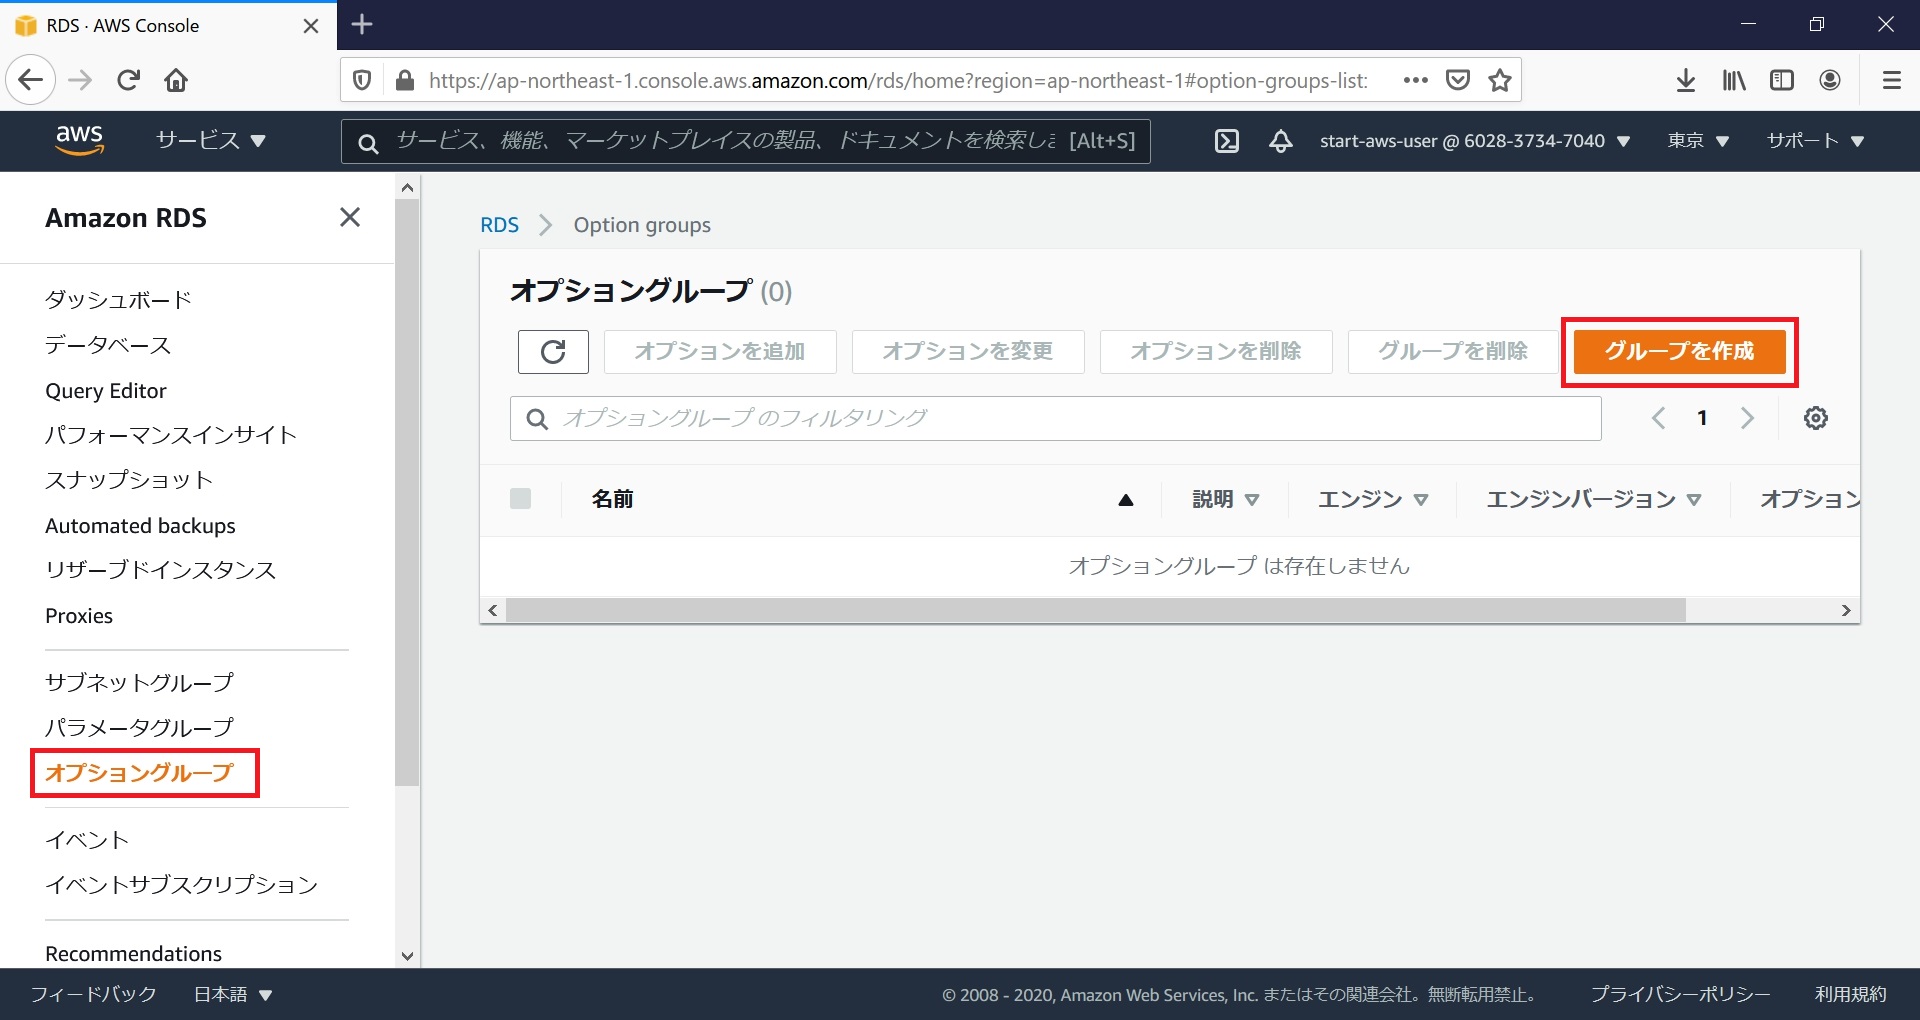 RDS · AWS Console
https://ap-northeast-1.console.aws.amazon.com/rds/home?region=ap-northeast-1#option-groups-list:
aws
サービス
サービス、機能、マーケットプレイスの製品、ドキュメントを検索しま [Alt+S]
start-aws-user @ 6028-3734-7040
東京
サポート
Amazon RDS
ダッシュボード
データベース
Query Editor
パフォーマンスインサイト
スナップショット
Automated backups
リザーブドインスタンス
Proxies
サブネットグループ
パラメータグループ
オプショングループ
イベント
イベントサブスクリプション
Recommendations
RDS
Option groups
オプショングループ (0)
オプションを追加
オプションを変更
オプションを削除
グループを削除
グループを作成
オプショングループ のフィルタリング
1
名前
説明
エンジン
エンジンバージョン
オプション
オプショングループ は存在しません
フィードバック
日本語
© 2008 - 2020, Amazon Web Services, Inc. またはその関連会社。無断転用禁止。
プライバシーポリシー
利用規約